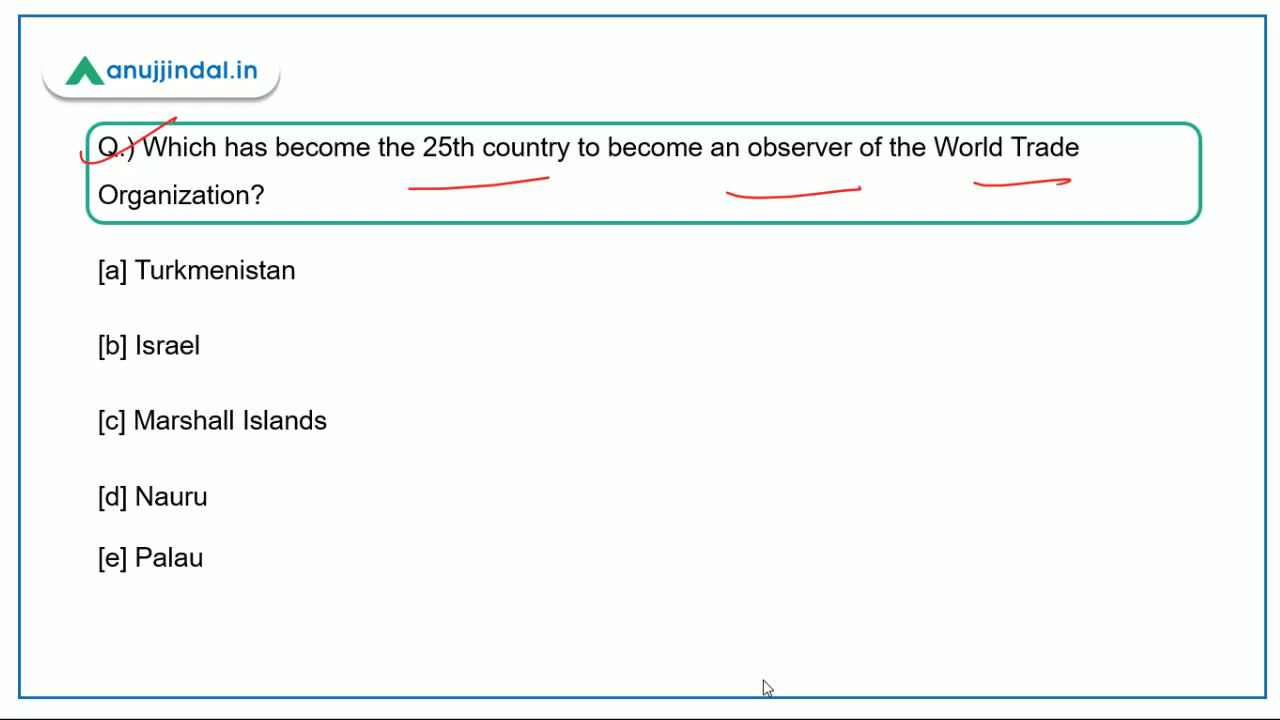 anujjindal.in
Q.) Which has become the 25th country to become an observer of the World Trade
Organization?
[a] Turkmenistan
[b] Israel
[c] Marshall Islands
[d] Nauru
[e] Palau